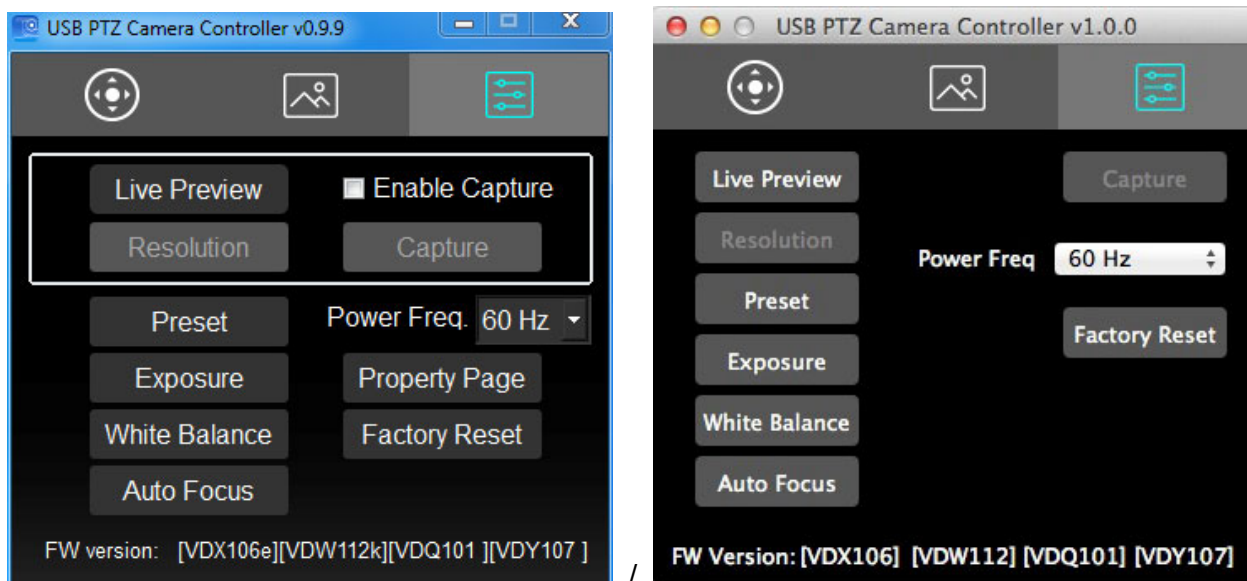 USB PTZ Camera Controller v0.9.9
Live Preview Enable Capture
Resolution Capture
Preset Power Freq. 60 Hz
Exposure Property Page
White Balance Factory Reset
Auto Focus
FW version: [VDX106e][VDW112k][VDQ101 ][VDY107 ]
/
USB PTZ Camera Controller v1.0.0
Live Preview Capture
Resolution
Power Freq 60 Hz
Preset
Factory Reset
Exposure
White Balance
Auto Focus
FW Version: [VDX106] [VDW112] [VDQ101] [VDY107]